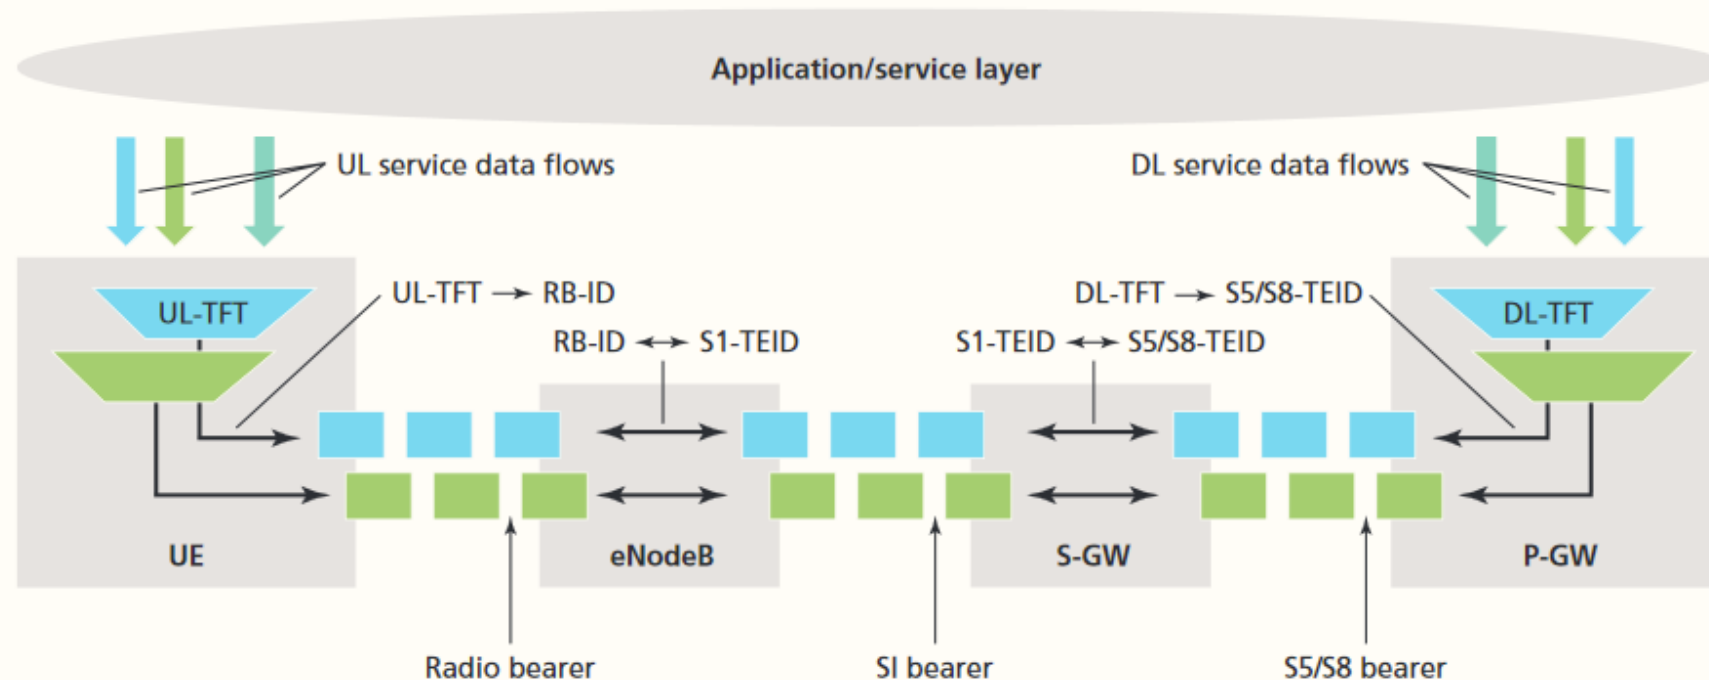 Application/service layer
UL service data flows
DL service data flows
UL-TFT → RB-ID
DL-TFT → S5/S8-TEID
UL-TFT
DL-TFT
RB-ID ↔ S1-TEID
S1-TEID ↔ S5/S8-TEID
UE
eNodeB
S-GW
P-GW
Radio bearer
SI bearer
S5/S8 bearer